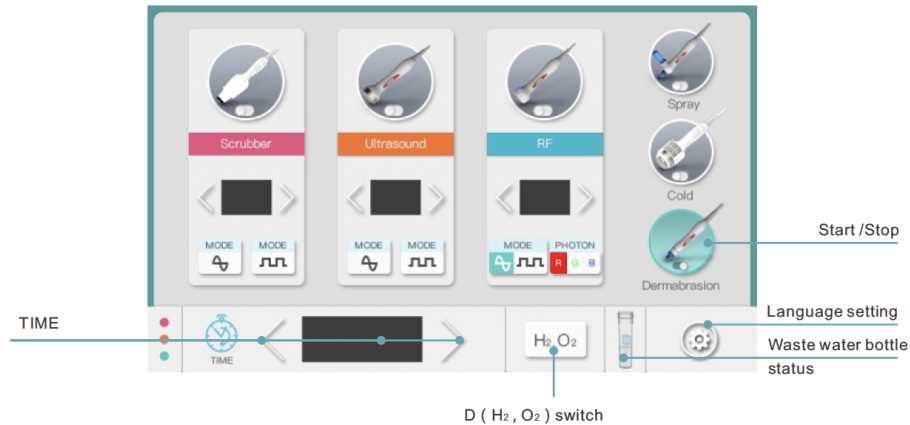 Scrubber
Ultrasound
RF
Spray
Cold
Dermabrasion
MODE MODE
MODE MODE
MODE PHOTON
R G B
Start /Stop
TIME
TIME
H₂ O₂
Language setting
Waste water bottle
status
D ( H₂ , O₂ ) switch